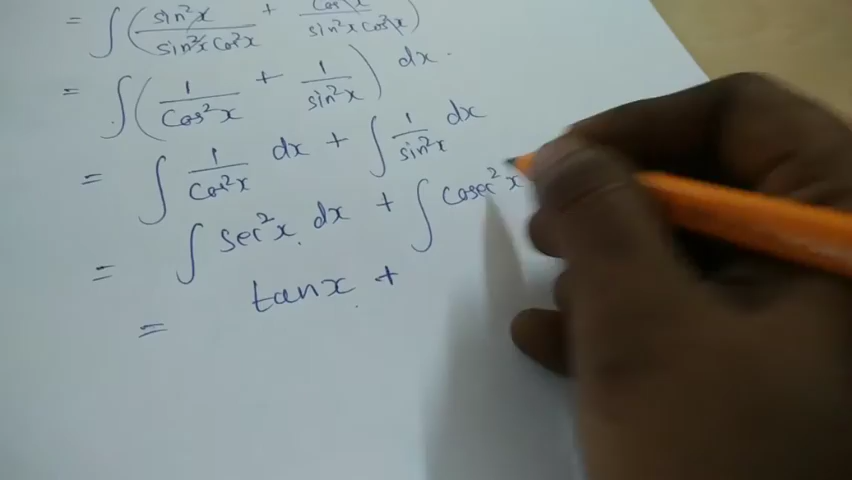 = ∫ ( sin²x / sin²x cos²x + cos²x / sin²x cos²x )
= ∫ ( 1 / cos²x + 1 / sin²x ) dx .
= ∫ 1 / cos²x dx + ∫ 1 / sin²x dx
= ∫ sec²x dx + ∫ cosec²x
= tanx +